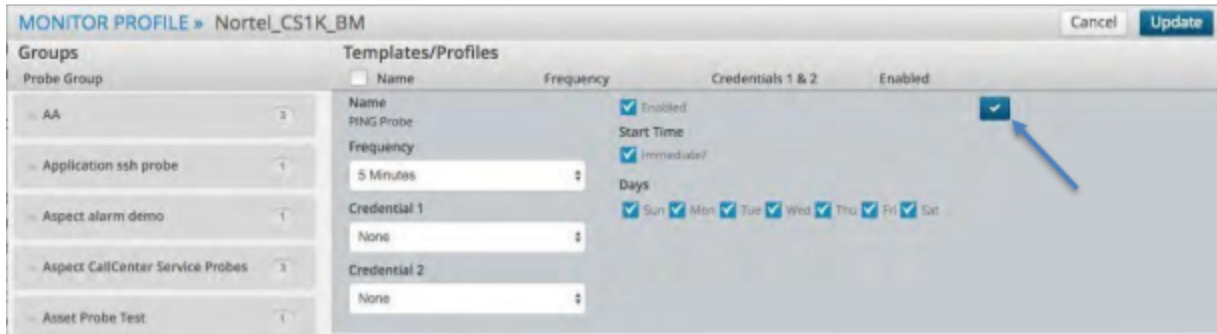 MONITOR PROFILE » Nortel_CS1K_BM
Cancel
Update
Groups
Templates/Profiles
Probe Group
Name
Frequency
Credentials 1 & 2
Enabled
AA
3
Application ssh probe
1
Aspect alarm demo
1
Aspect CallCenter Service Probes
3
Asset Probe Test
1
Name
PING Probe
Frequency
5 Minutes
Credential 1
None
Credential 2
None
Enabled
Start Time
Immediate?
Days
Sun Mon Tue Wed Thu Fri Sat